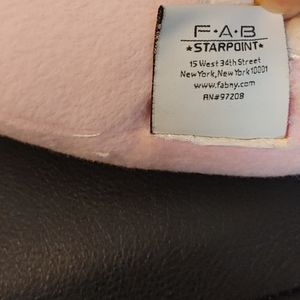 F•A•B
★STARPOINT★
15 West 34th Street
New York, New York 10001
www.fabny.com
RN#97208